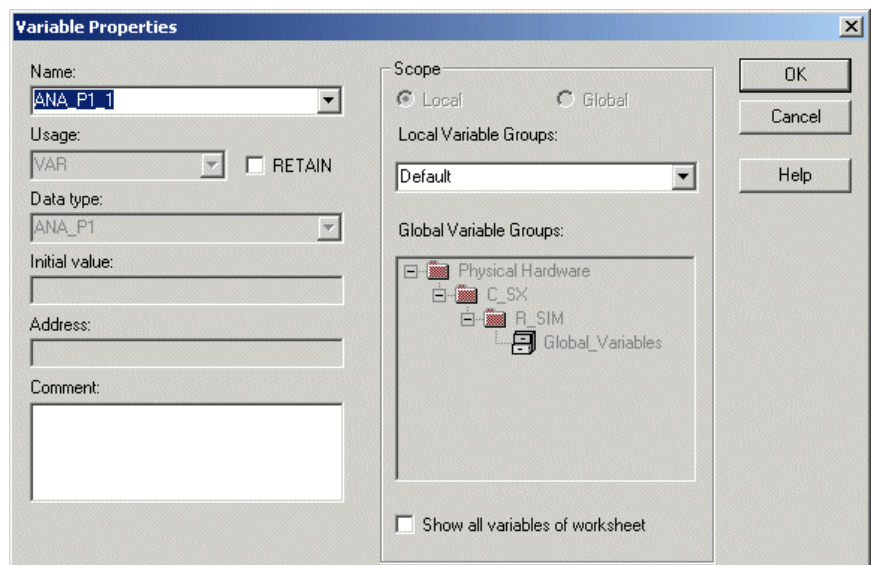 Variable Properties
Name:
ANA_P1_1
Usage:
VAR
RETAIN
Data type:
ANA_P1
Initial value:
Address:
Comment:
Scope
Local
Global
Local Variable Groups:
Default
Global Variable Groups:
Physical Hardware
C_SX
R_SIM
Global_Variables
Show all variables of worksheet
OK
Cancel
Help